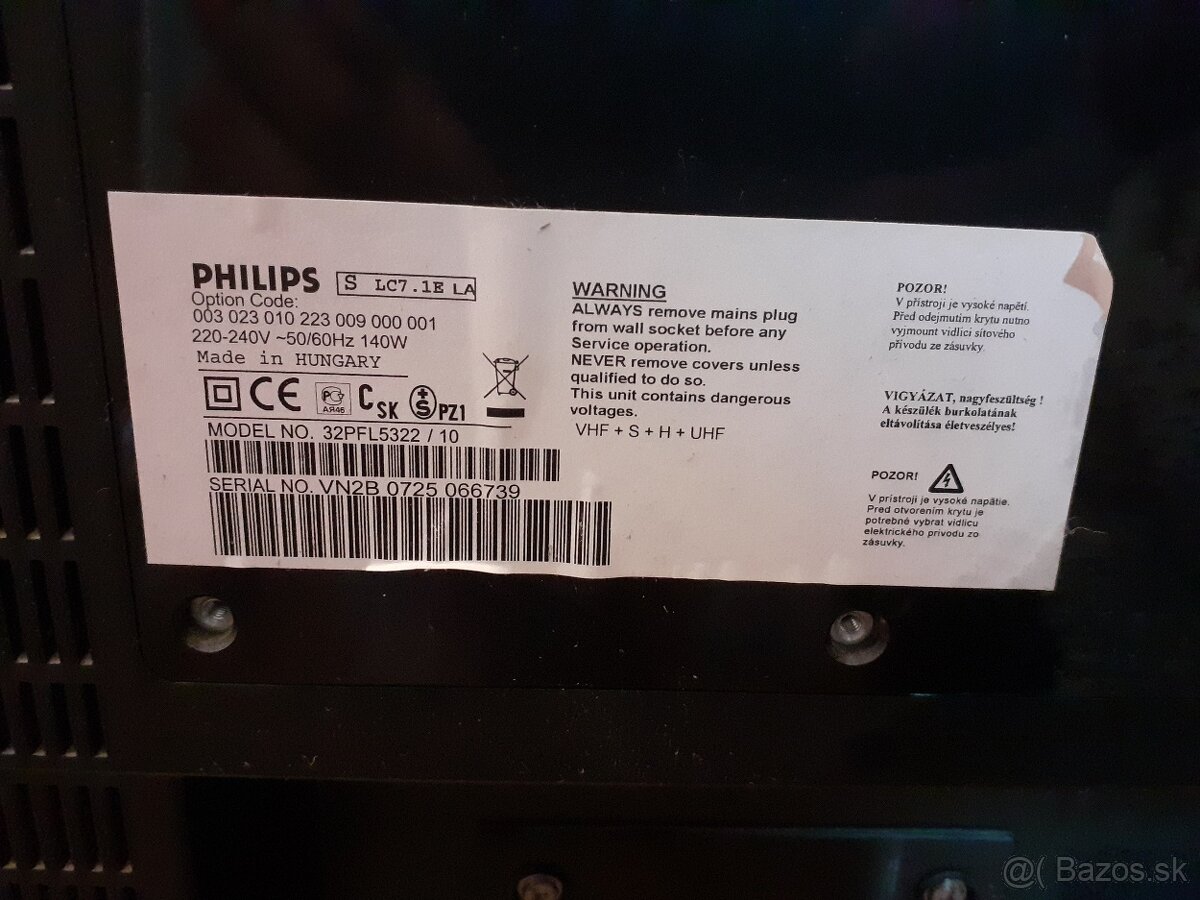 PHILIPS
S LC7.1E LA
Option Code:
003 023 010 223 009 000 001
220-240V ~50/60Hz 140W
Made in HUNGARY
CE
АЯ46
CSK
S
PZ1
MODEL NO. 32PFL5322 / 10
SERIAL NO. VN2B 0725 066739
WARNING
ALWAYS remove mains plug
from wall socket before any
Service operation.
NEVER remove covers unless
qualified to do so.
This unit contains dangerous
voltages.
VHF + S + H + UHF
POZOR!
V přístroji je vysoké napětí.
Před odejmutím krytu nutno
vyjmount vidlici sítového
přívodu ze zásuvky.
VIGYÁZAT, nagyfeszültség !
A készülék burkolatának
eltávolítása életveszélyes!
POZOR!
V prístroji je vysoké napätie.
Pred otvorením krytu je
potrebné vybrat vidlicu
elektrického prívodu zo
zásuvky.
@( Bazos.sk